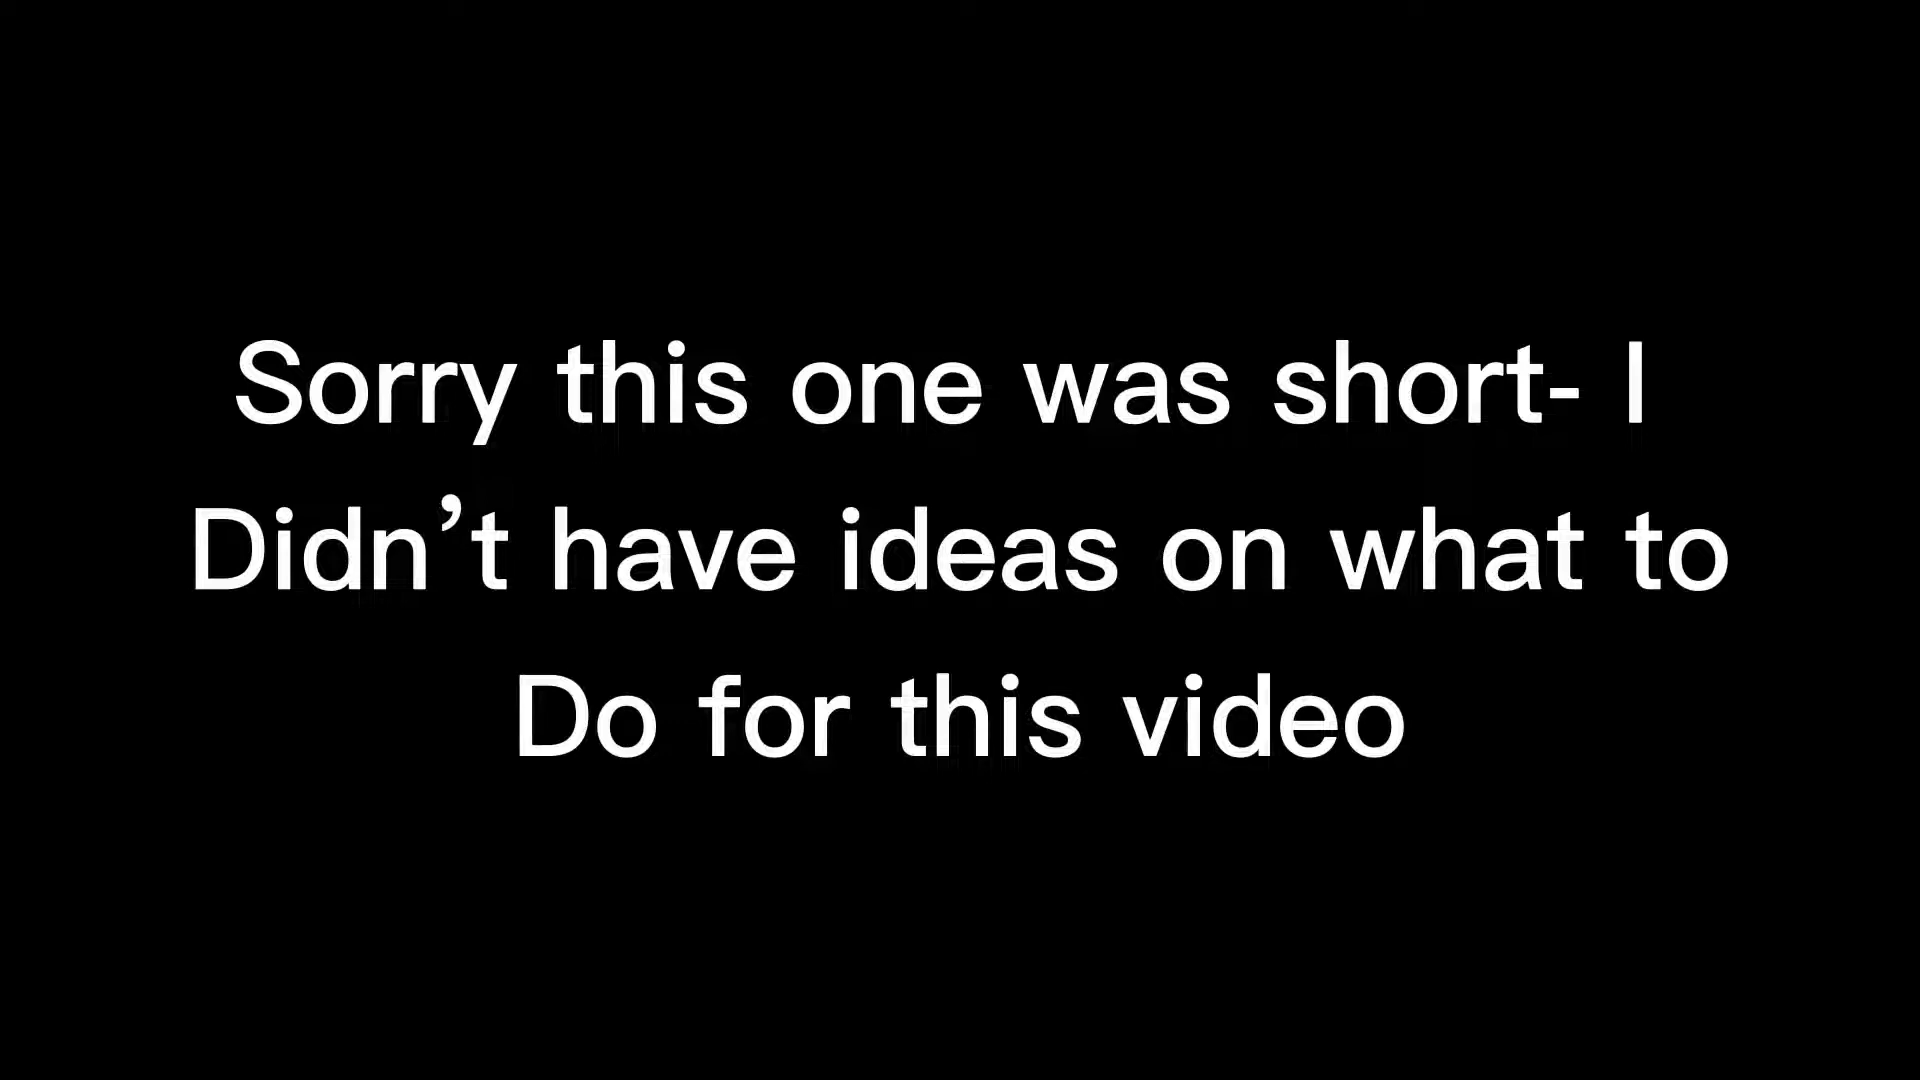 Sorry this one was short- I
Didn’t have ideas on what to
Do for this video